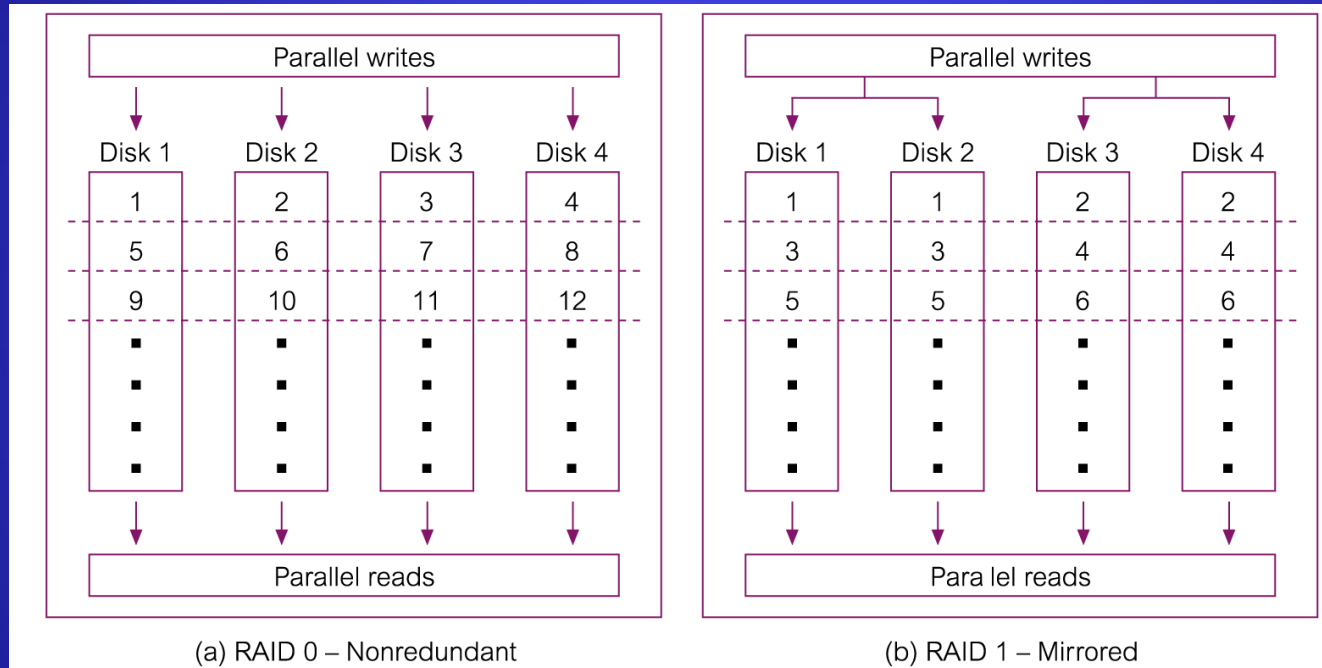 Parallel writes
Disk 1 Disk 2 Disk 3 Disk 4
1 2 3 4
5 6 7 8
9 10 11 12
Parallel reads
(a) RAID 0 – Nonredundant
Parallel writes
Disk 1 Disk 2 Disk 3 Disk 4
1 1 2 2
3 3 4 4
5 5 6 6
Para lel reads
(b) RAID 1 – Mirrored